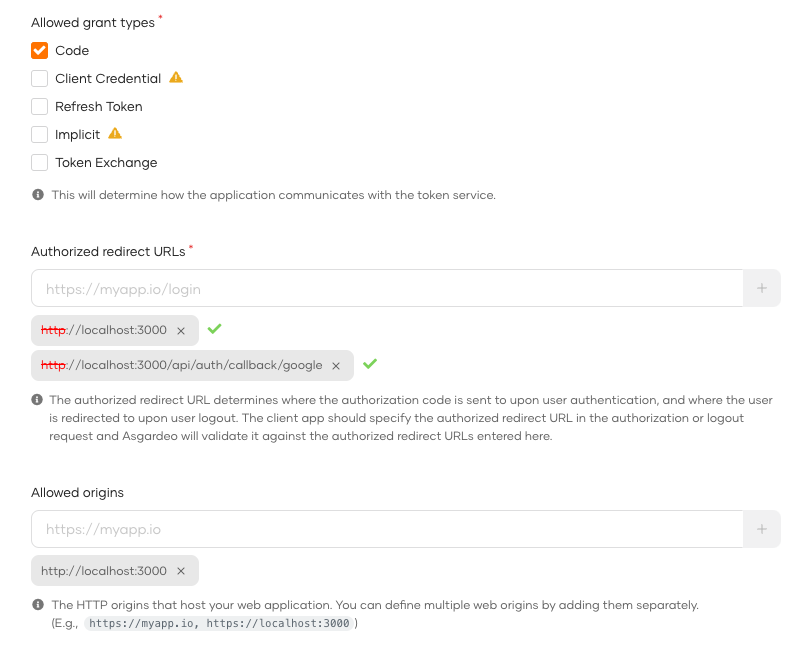 Allowed grant types *
Code
Client Credential
Refresh Token
Implicit
Token Exchange
This will determine how the application communicates with the token service.
Authorized redirect URLs *
https://myapp.io/login
http://localhost:3000
http://localhost:3000/api/auth/callback/google
The authorized redirect URL determines where the authorization code is sent to upon user authentication, and where the user
is redirected to upon user logout. The client app should specify the authorized redirect URL in the authorization or logout
request and Asgardeo will validate it against the authorized redirect URLs entered here.
Allowed origins
https://myapp.io
http://localhost:3000
The HTTP origins that host your web application. You can define multiple web origins by adding them separately.
(E.g., https://myapp.io, https://localhost:3000 )